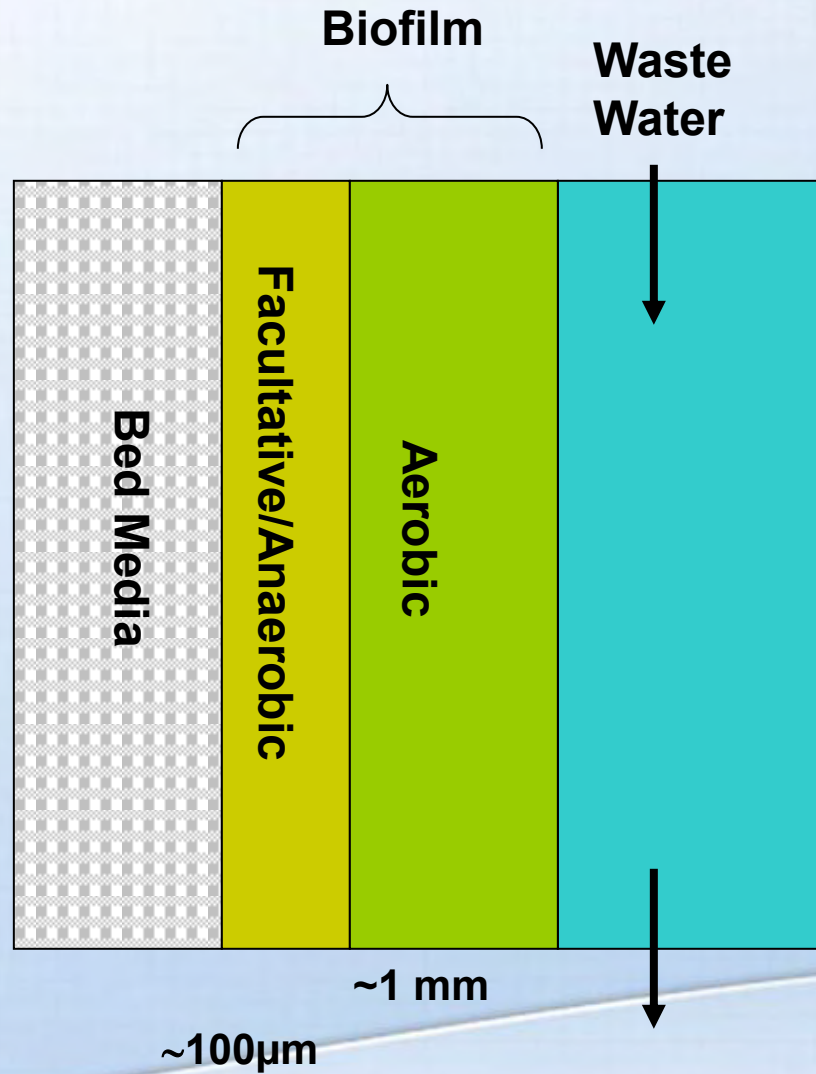 Biofilm
Waste
Water
Bed Media
Facultative/Anaerobic
Aerobic
~1 mm
~100µm